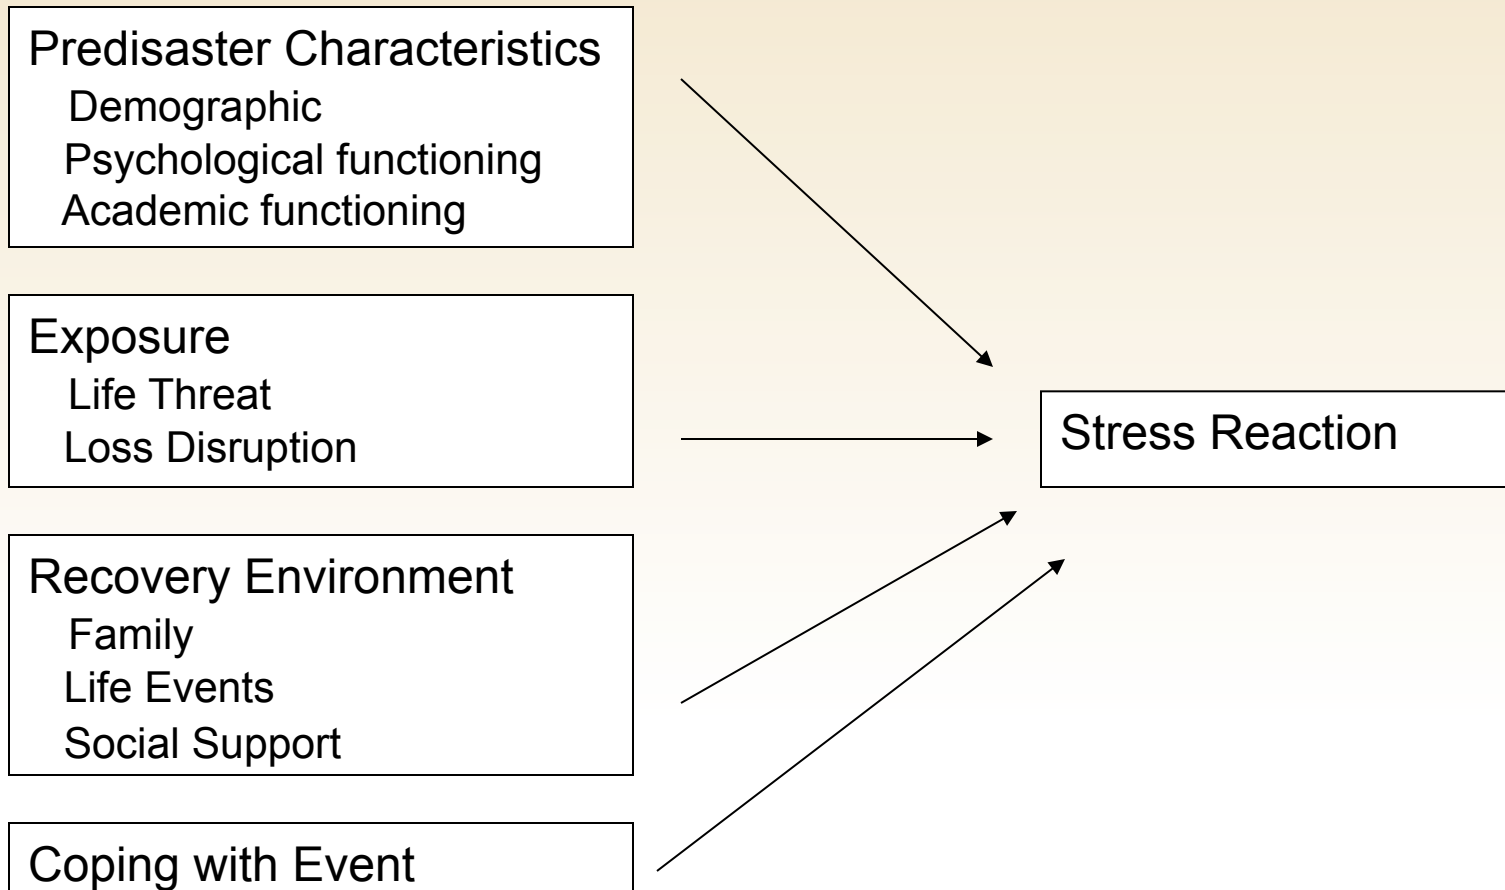 Predisaster Characteristics
Demographic
Psychological functioning
Academic functioning
Exposure
Life Threat
Loss Disruption
Stress Reaction
Recovery Environment
Family
Life Events
Social Support
Coping with Event